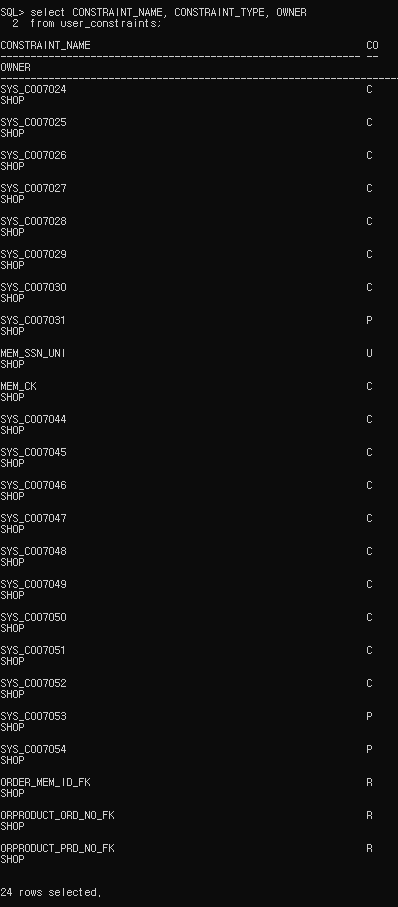 SQL> select CONSTRAINT_NAME, CONSTRAINT_TYPE, OWNER
2 from user_constraints;
CONSTRAINT_NAME CO
------------------------------------------------------------ --
OWNER
--------------------------------------------------------------------------------
SYS_C007024 C
SHOP
SYS_C007025 C
SHOP
SYS_C007026 C
SHOP
SYS_C007027 C
SHOP
SYS_C007028 C
SHOP
SYS_C007029 C
SHOP
SYS_C007030 C
SHOP
SYS_C007031 P
SHOP
MEM_SSN_UNI U
SHOP
MEM_CK C
SHOP
SYS_C007044 C
SHOP
SYS_C007045 C
SHOP
SYS_C007046 C
SHOP
SYS_C007047 C
SHOP
SYS_C007048 C
SHOP
SYS_C007049 C
SHOP
SYS_C007050 C
SHOP
SYS_C007051 C
SHOP
SYS_C007052 C
SHOP
SYS_C007053 P
SHOP
SYS_C007054 P
SHOP
ORDER_MEM_ID_FK R
SHOP
ORPRODUCT_ORD_NO_FK R
SHOP
ORPRODUCT_PRD_NO_FK R
SHOP
24 rows selected.